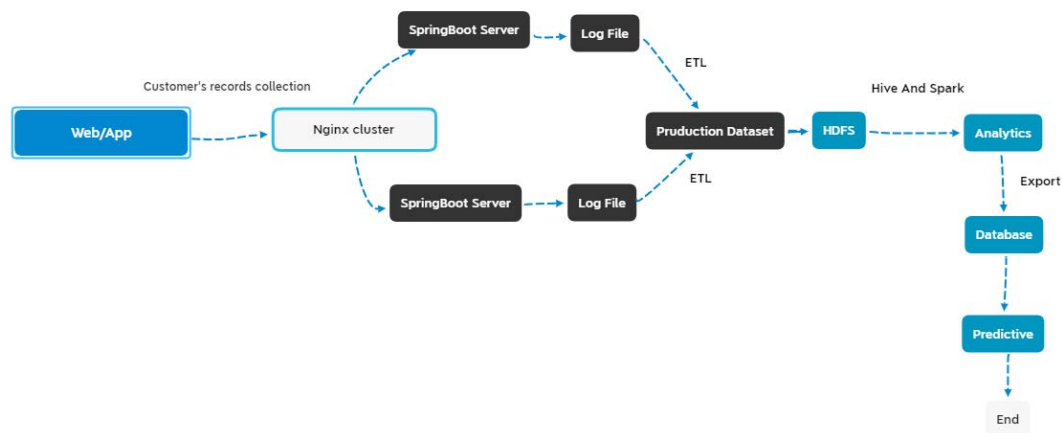 SpringBoot Server
Log File
ETL
Customer's records collection
Hive And Spark
Web/App
Nginx cluster
Pruduction Dataset
HDFS
Analytics
ETL
Export
SpringBoot Server
Log File
Database
Predictive
End